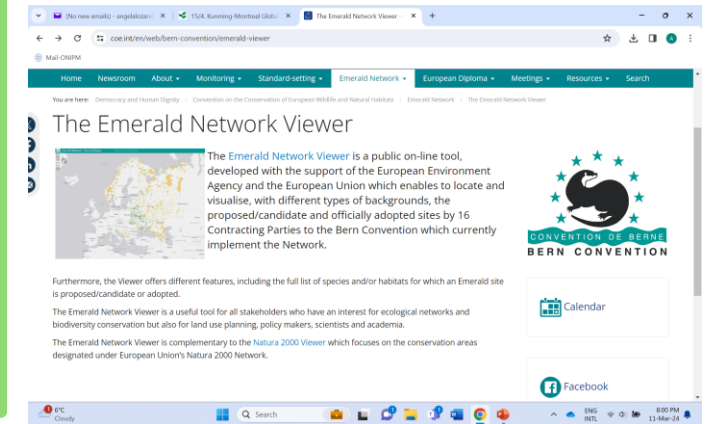 (No new emails) - angelalozan
15/4. Kunming-Montreal Global
The Emerald Network Viewer -
coe.int/en/web/bern-convention/emerald-viewer
Mail-ONIPM
Home Newsroom About Monitoring Standard-setting Emerald Network European Diploma Meetings Resources Search
You are here: Democracy and Human Dignity > Convention on the Conservation of European Wildlife and Natural Habitats > Emerald Network > The Emerald Network Viewer
The Emerald Network Viewer
The Emerald Network Viewer is a public on-line tool,
developed with the support of the European Environment
Agency and the European Union which enables to locate and
visualise, with different types of backgrounds, the
proposed/candidate and officially adopted sites by 16
Contracting Parties to the Bern Convention which currently
implement the Network.
CONVENTION DE BERNE
BERN CONVENTION
Furthermore, the Viewer offers different features, including the full list of species and/or habitats for which an Emerald site
is proposed/candidate or adopted.
The Emerald Network Viewer is a useful tool for all stakeholders who have an interest for ecological networks and
biodiversity conservation but also for land use planning, policy makers, scientists and academia.
The Emerald Network Viewer is complementary to the Natura 2000 Viewer which focuses on the conservation areas
designated under European Union's Natura 2000 Network.
Calendar
Facebook
6°C
Cloudy
Search
ENG
INTL
8:00 PM
11-Mar-24